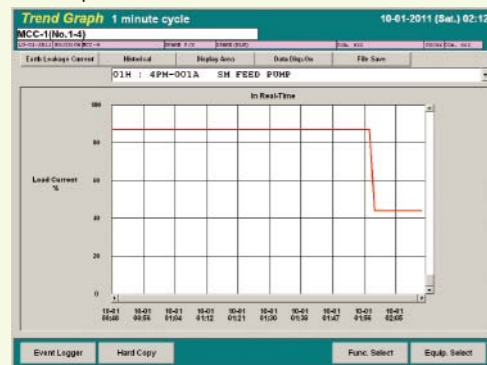 Trend Graph 1 minute cycle 10-01-2011 (Sat.) 02:12
MCC-1(No.1-4)
Earth Leakage Current Historical Display Area Data Disp.On File Save
01H : 4PM-001A SM FEED PUMP
In Real-Time
100
80
Load Current
%
60
40
20
0
10-01 10-01 10-01 10-01 10-01 10-01 10-01 10-01 10-01 10-01
00:48 00:56 01:04 01:12 01:21 01:30 01:38 01:47 01:56 02:05
Event Logger Hard Copy Func. Select Equip. Select